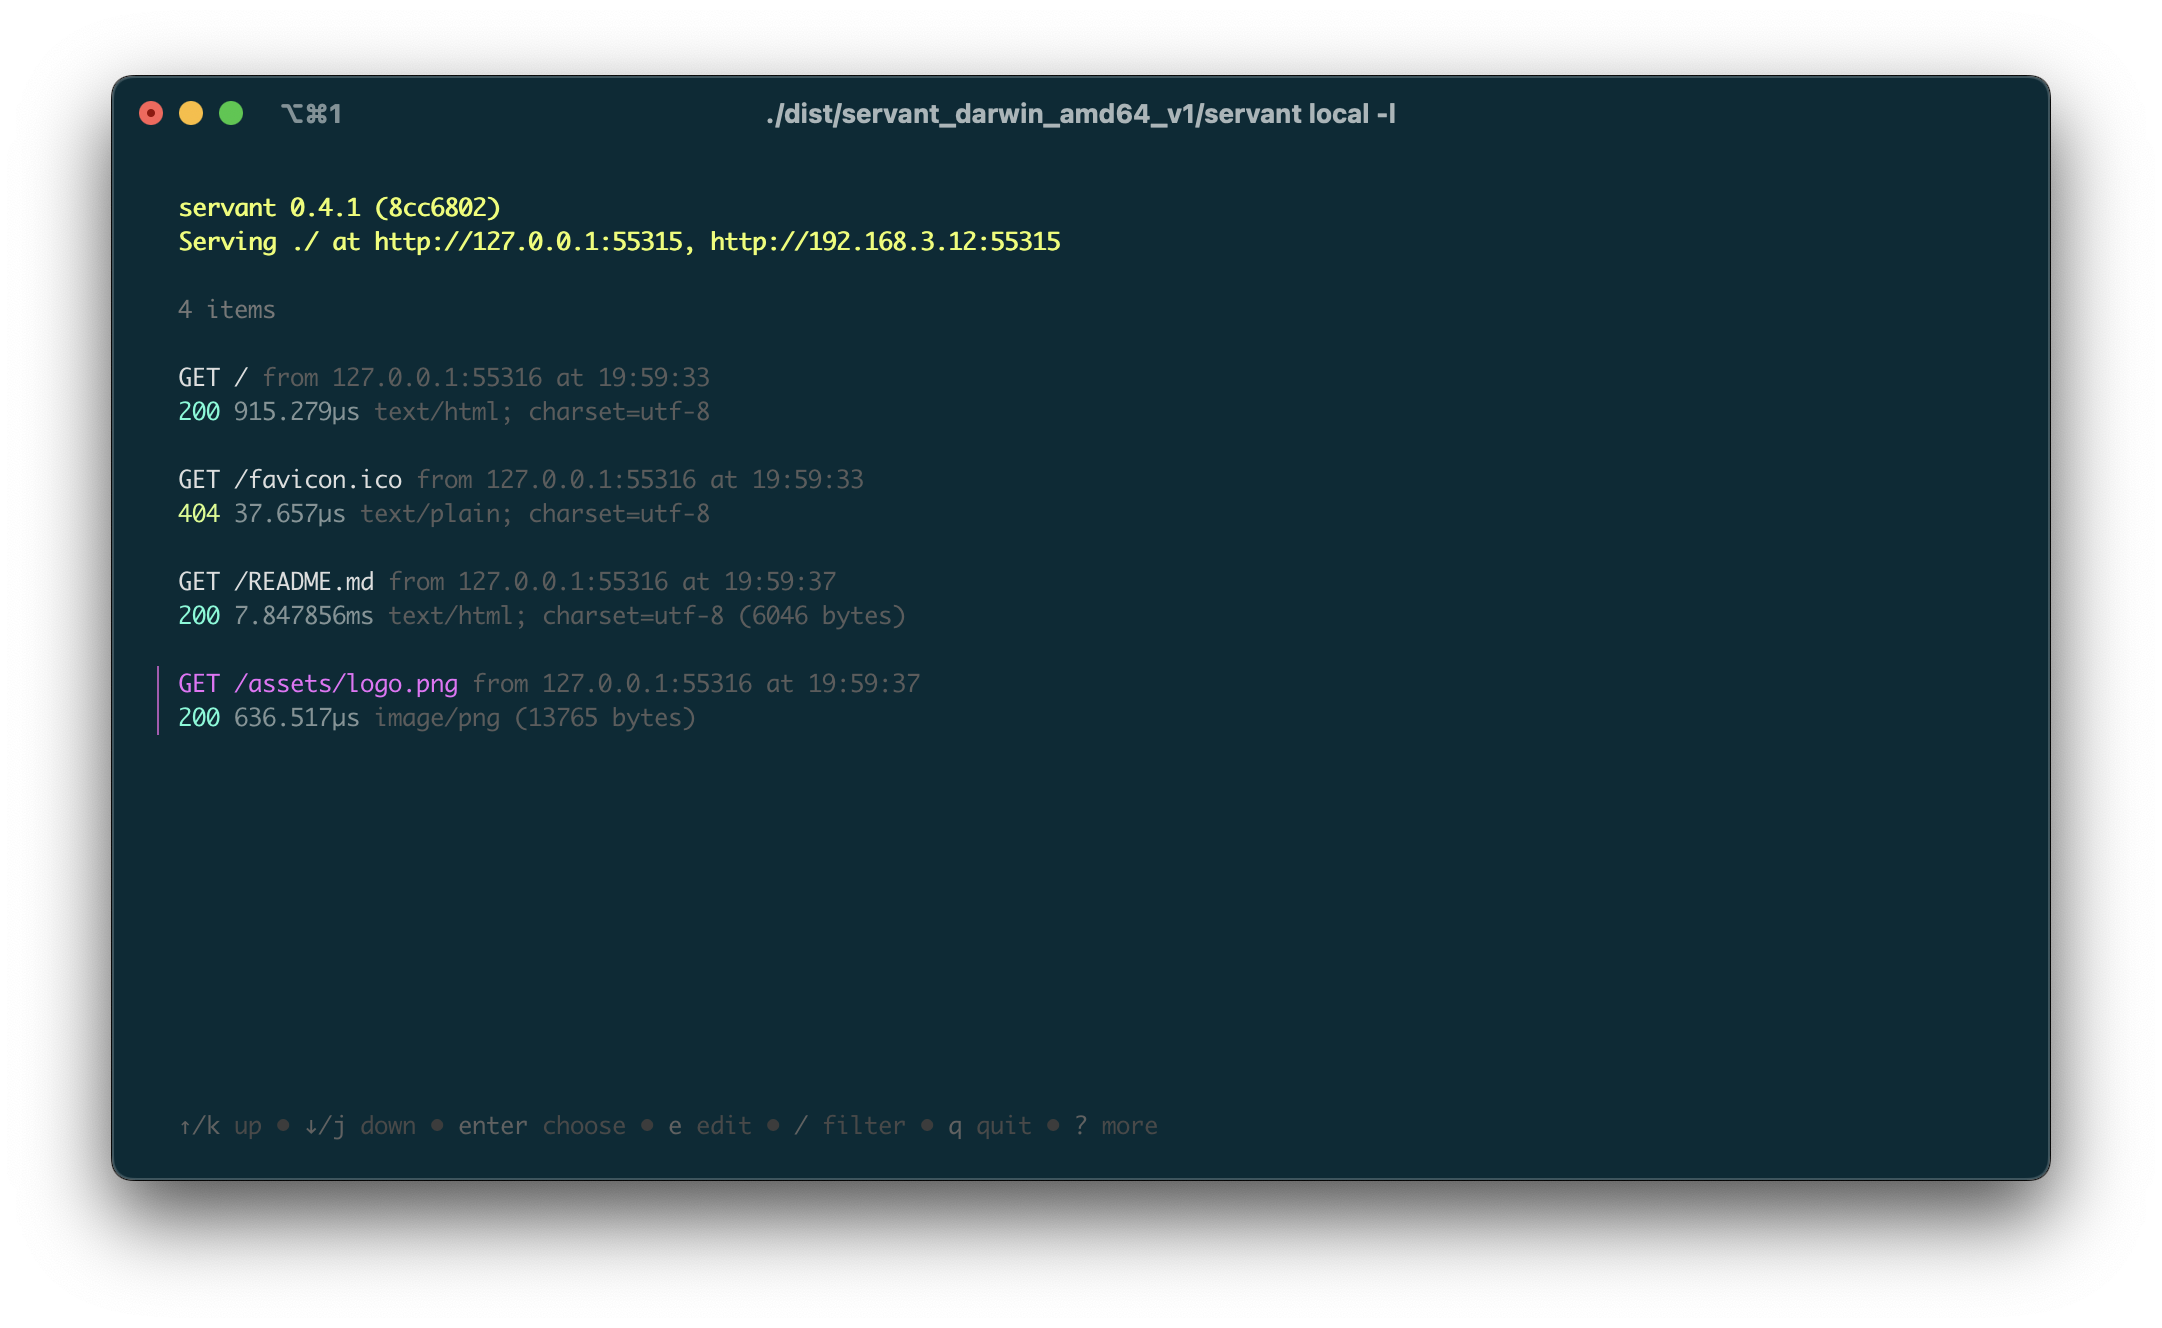 ⌥⌘1
./dist/servant_darwin_amd64_v1/servant local -l
servant 0.4.1 (8cc6802)
Serving ./ at http://127.0.0.1:55315, http://192.168.3.12:55315
4 items
GET / from 127.0.0.1:55316 at 19:59:33
200 915.279µs text/html; charset=utf-8
GET /favicon.ico from 127.0.0.1:55316 at 19:59:33
404 37.657µs text/plain; charset=utf-8
GET /README.md from 127.0.0.1:55316 at 19:59:37
200 7.847856ms text/html; charset=utf-8 (6046 bytes)
GET /assets/logo.png from 127.0.0.1:55316 at 19:59:37
200 636.517µs image/png (13765 bytes)
↑/k up • ↓/j down • enter choose • e edit • / filter • q quit • ? more